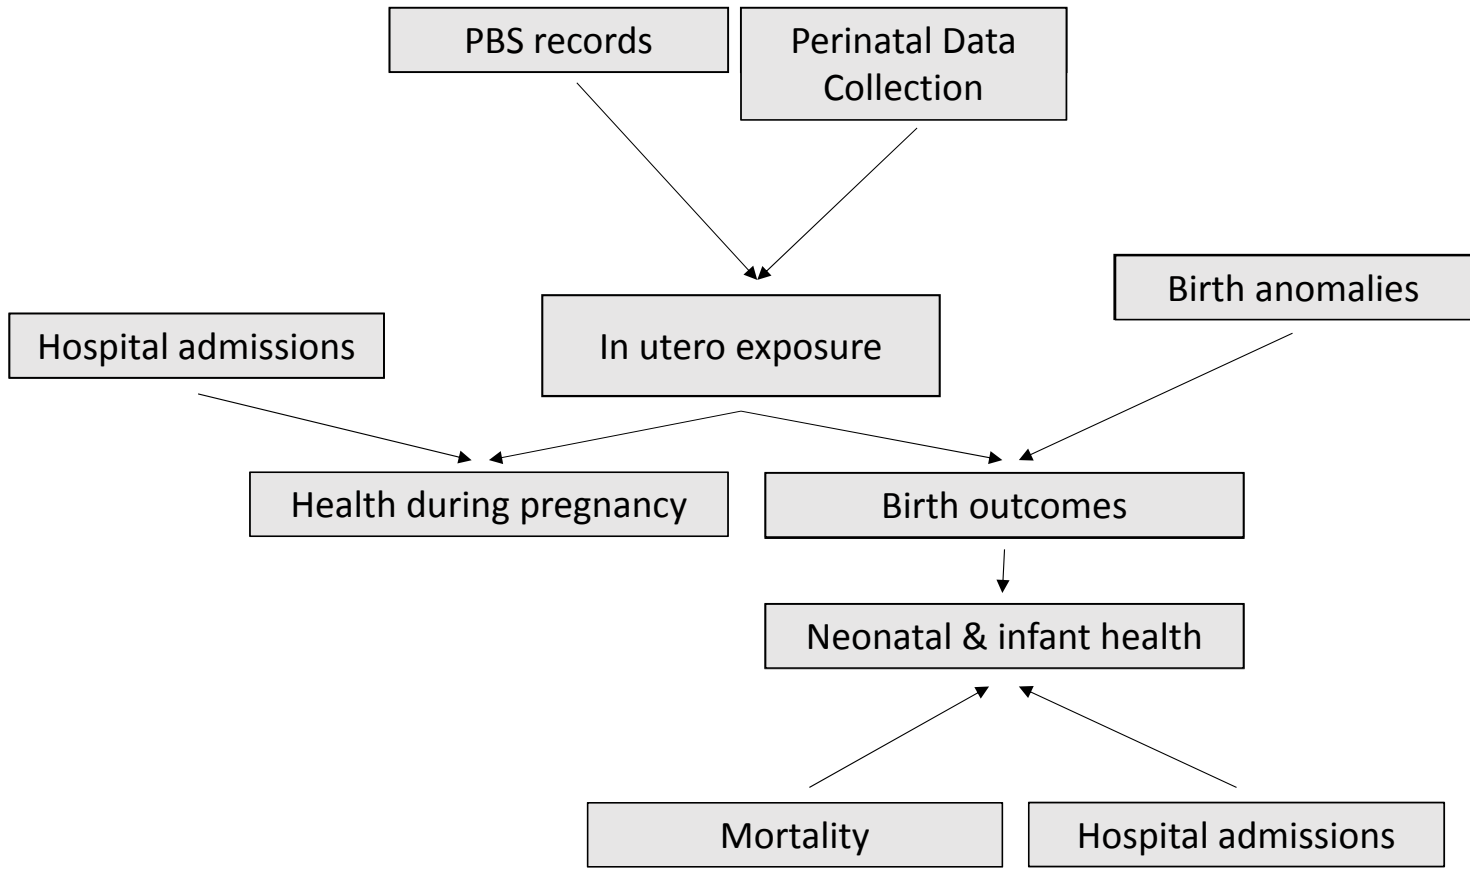 PBS records
Perinatal Data
Collection
Birth anomalies
Hospital admissions
In utero exposure
Health during pregnancy
Birth outcomes
Neonatal & infant health
Mortality
Hospital admissions